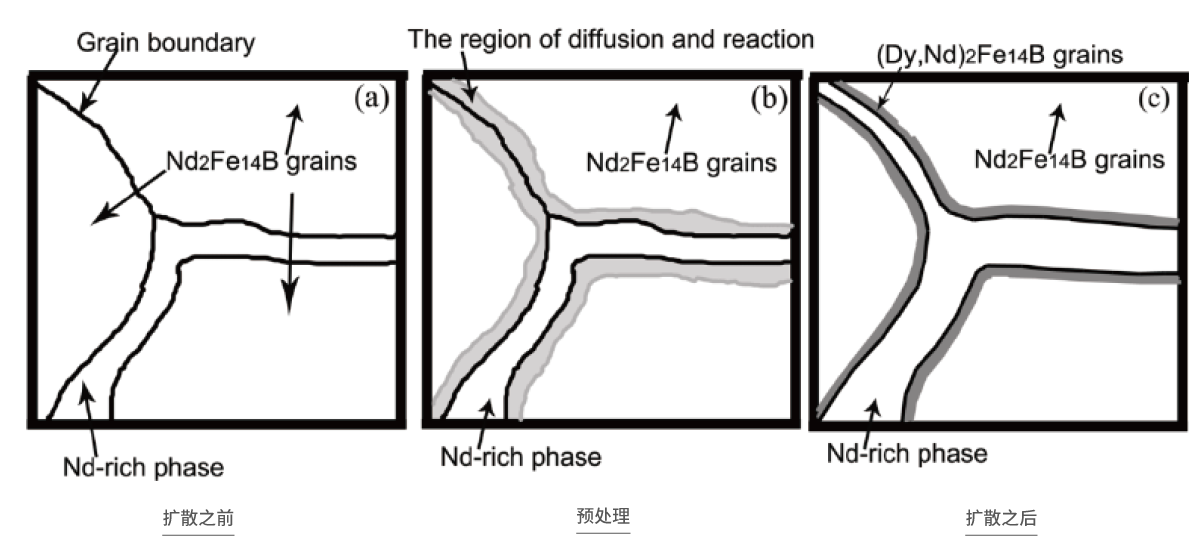 Grain boundary
(a)
Nd2Fe14B grains
Nd-rich phase
扩散之前
The region of diffusion and reaction
(b)
Nd2Fe14B grains
Nd-rich phase
预处理
(Dy,Nd)2Fe14B grains
(c)
Nd2Fe14B grains
Nd-rich phase
扩散之后